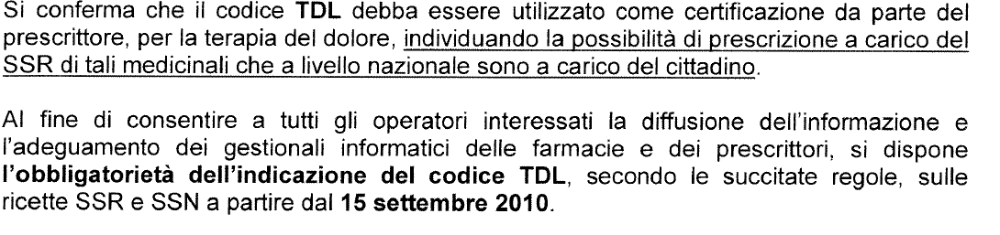 Si conferma che il codice TDL debba essere utilizzato come certificazione da parte del
prescrittore, per la terapia del dolore, individuando la possibilità di prescrizione a carico del
SSR di tali medicinali che a livello nazionale sono a carico del cittadino.
Al fine di consentire a tutti gli operatori interessati la diffusione dell'informazione e
l'adeguamento dei gestionali informatici delle farmacie e dei prescrittori, si dispone
l'obbligatorietà dell'indicazione del codice TDL, secondo le succitate regole, sulle
ricette SSR e SSN a partire dal 15 settembre 2010.